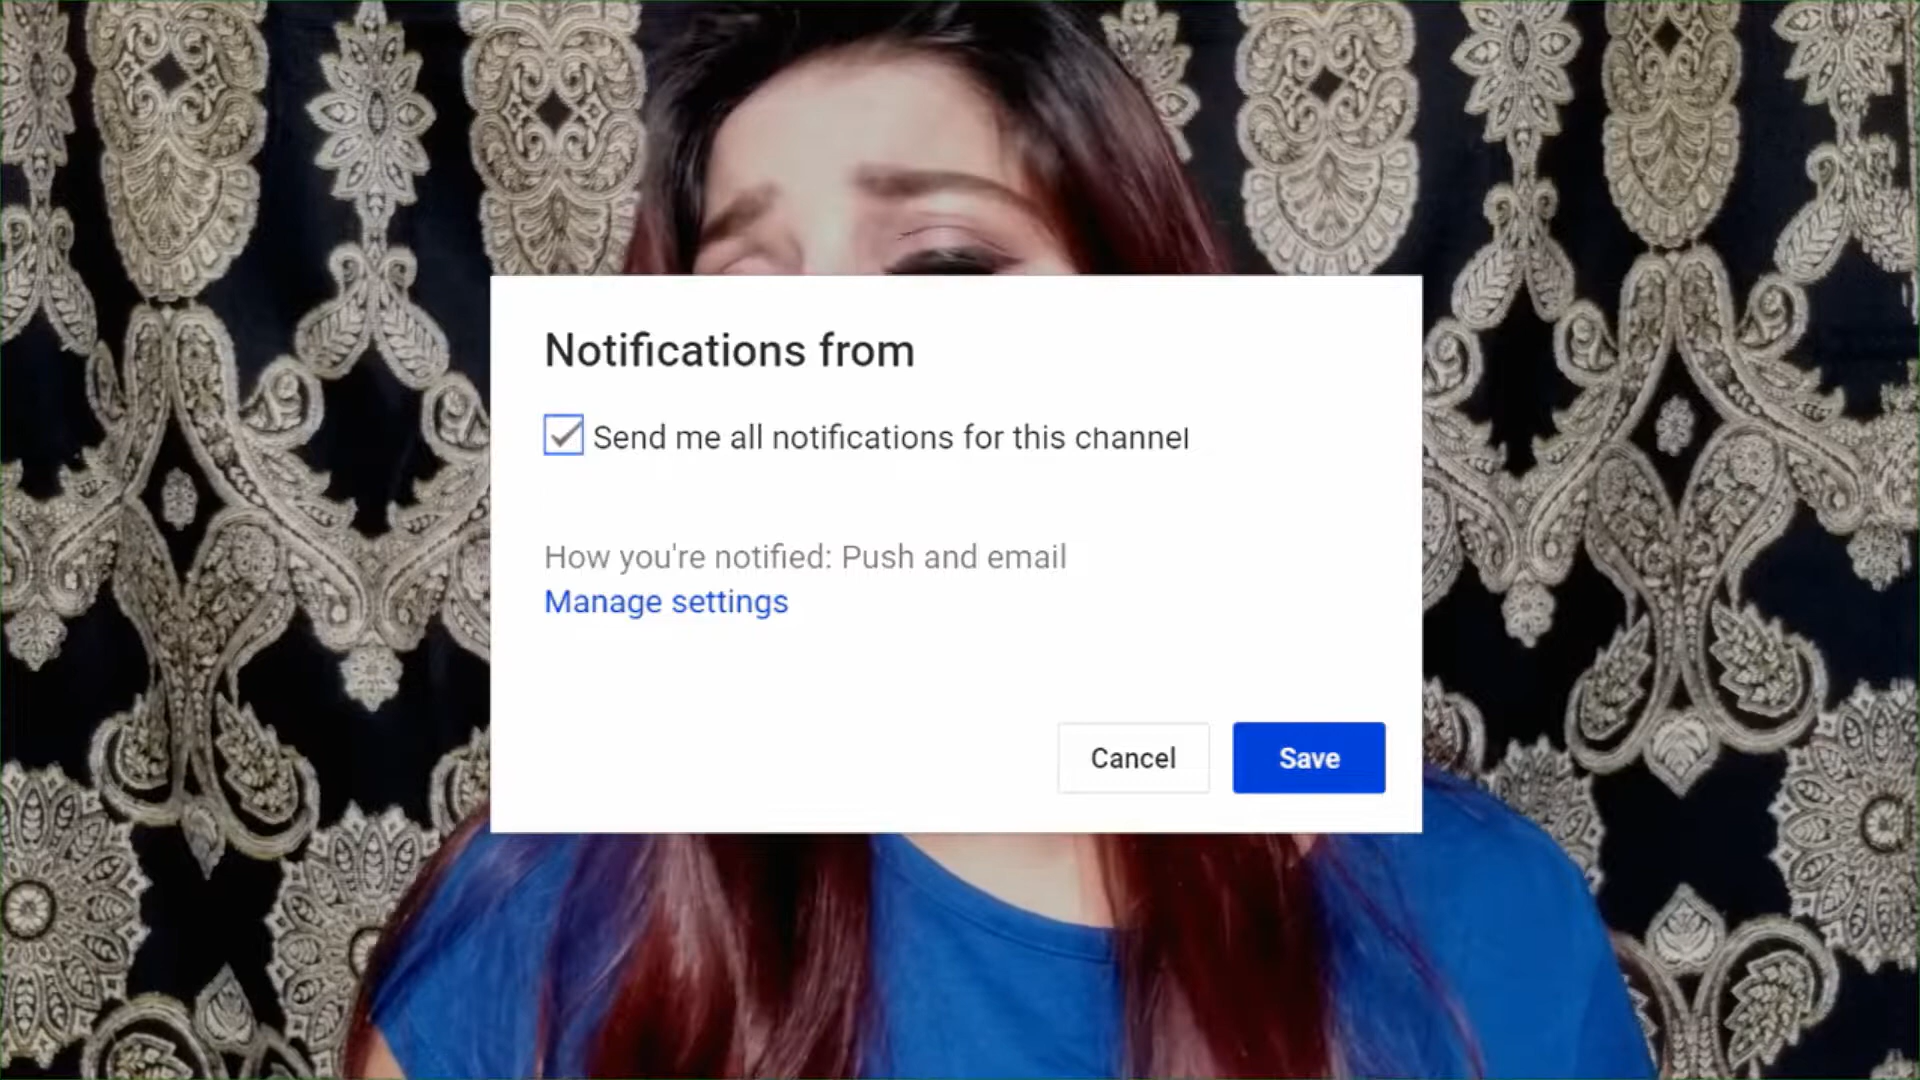 Notifications from
Send me all notifications for this channel
How you're notified: Push and email
Manage settings
Cancel
Save